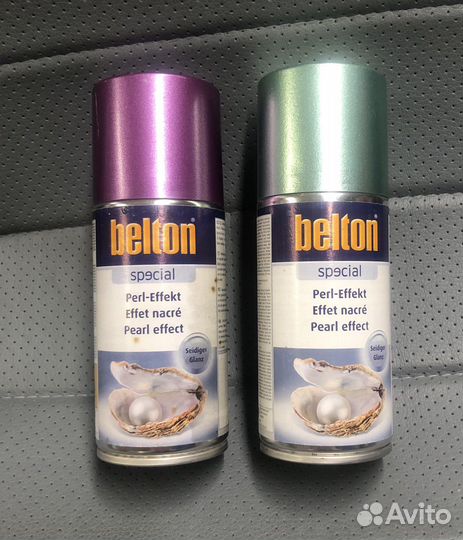 belton
special
Perl-Effekt
Effet nacré
Pearl effect
Seidiger
Glanz
belton®
special
Perl-Effekt
Effet nacré
Pearl effect
Seidiger
Glanz
Avito